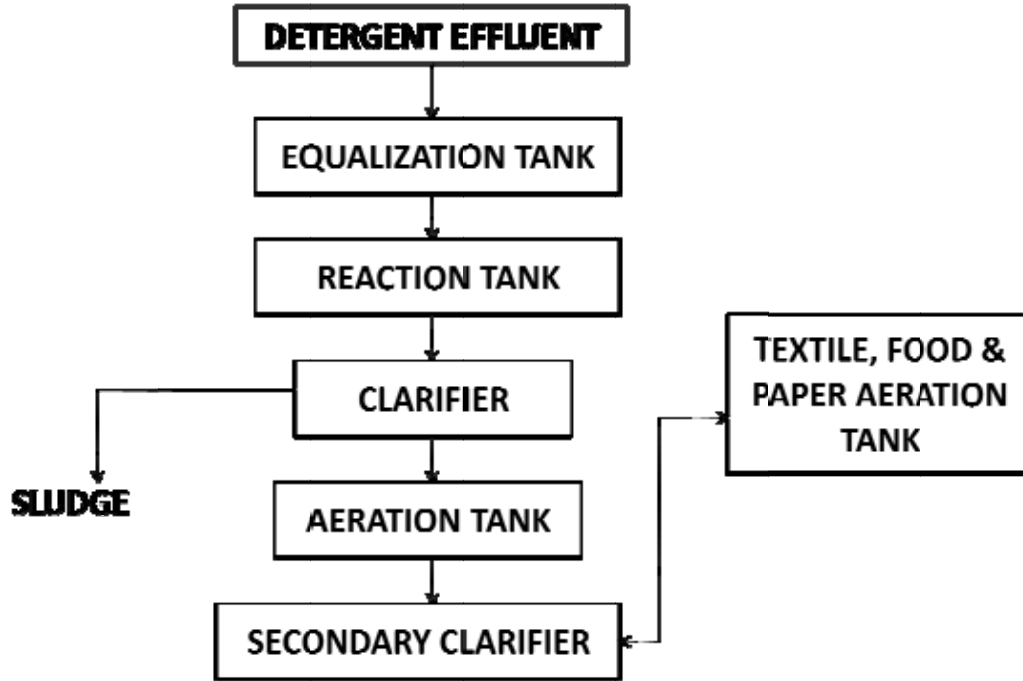 DETERGENT EFFLUENT
EQUALIZATION TANK
REACTION TANK
CLARIFIER
SLUDGE
AERATION TANK
SECONDARY CLARIFIER
TEXTILE, FOOD &
PAPER AERATION
TANK